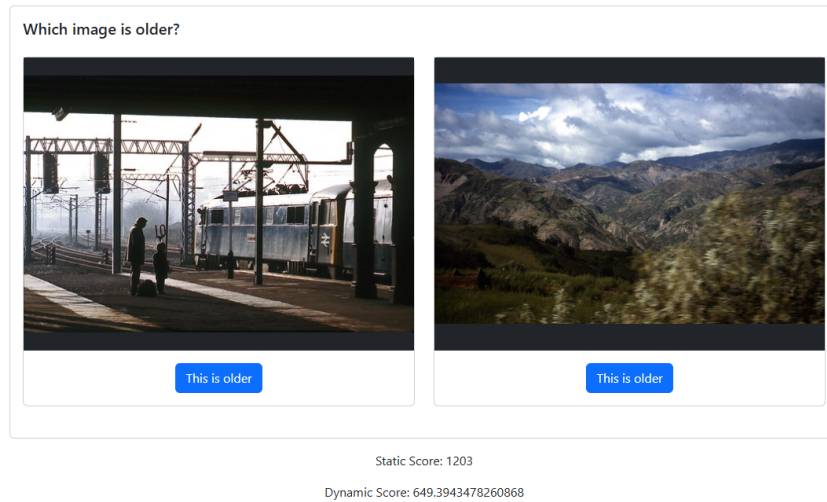 Which image is older?
This is older
This is older
Static Score: 1203
Dynamic Score: 649.3943478260868